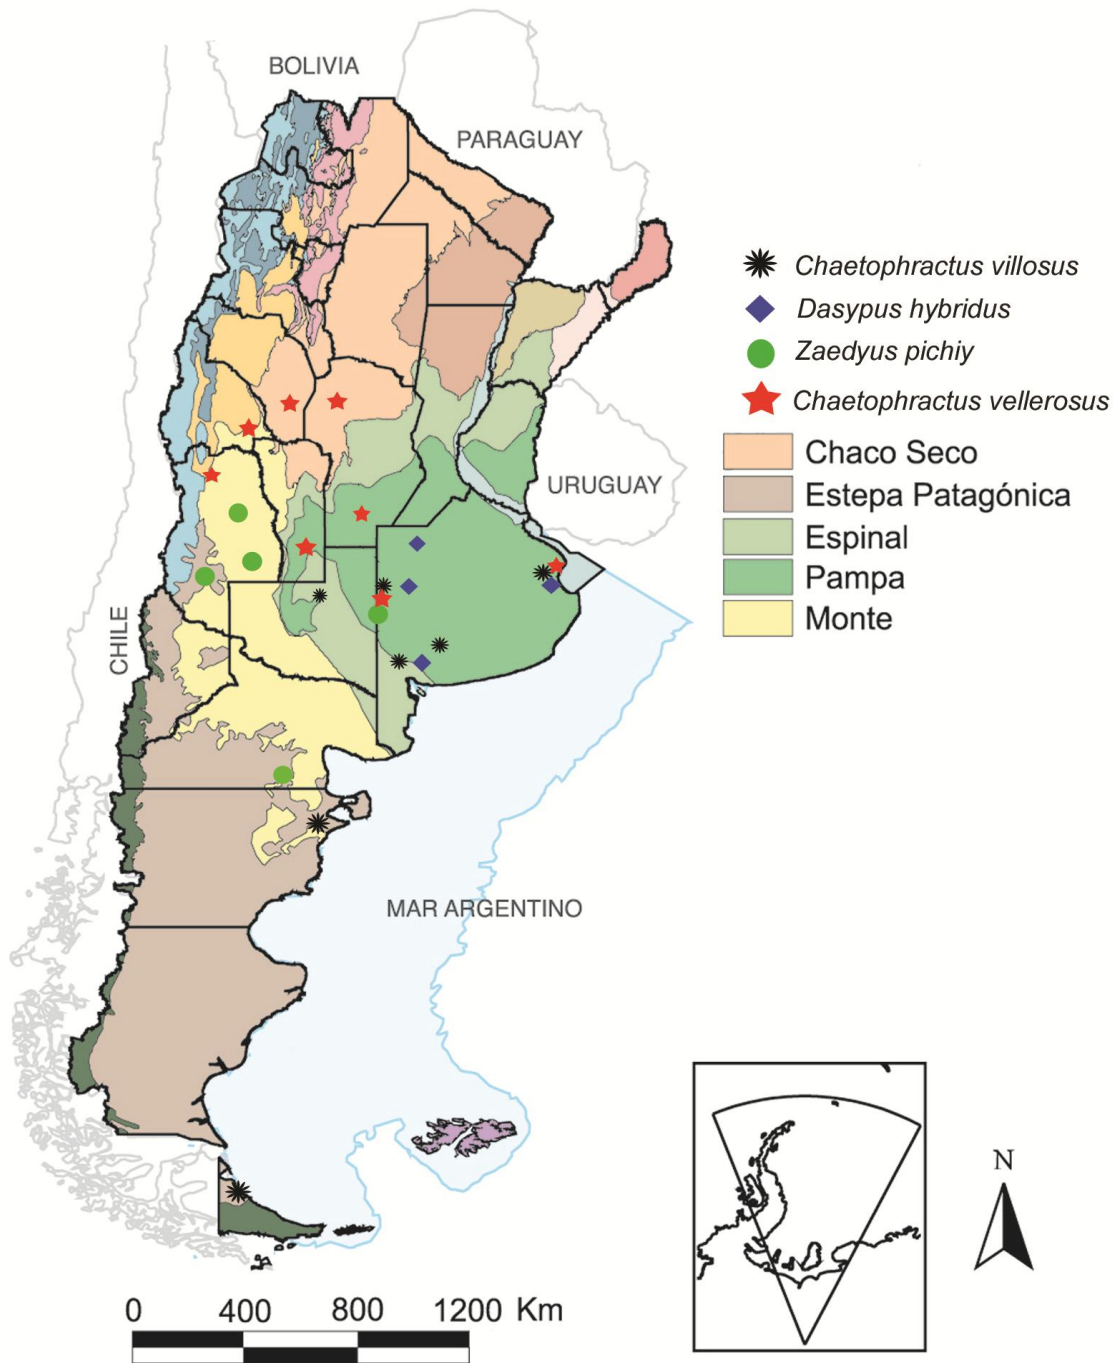 BOLIVIA
PARAGUAY
Chaetophractus villosus
Dasypus hybridus
Zaedyus pichiy
Chaetophractus vellerosus
Chaco Seco
URUGUAY
Estepa Patagónica
Espinal
Pampa
Monte
CHILE
MAR ARGENTINO
N
0 400 800 1200 Km